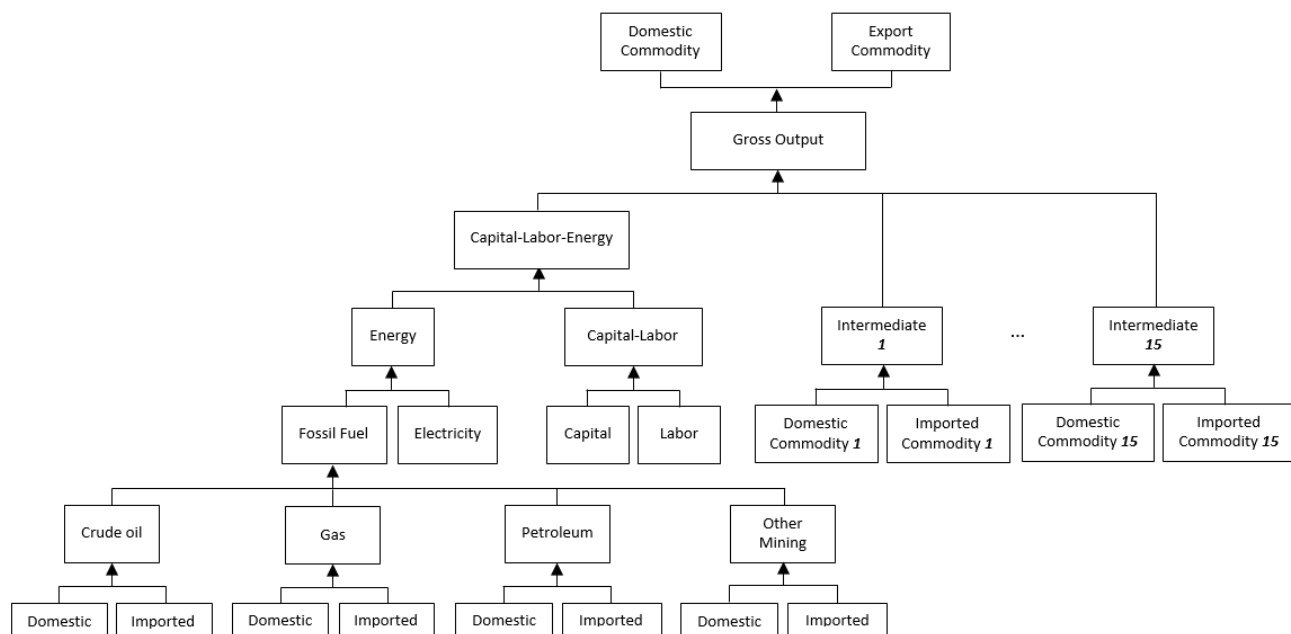 Domestic
Commodity
Export
Commodity
Gross Output
Capital-Labor-Energy
Energy
Capital-Labor
Intermediate
1
...
Intermediate
15
Fossil Fuel
Electricity
Capital
Labor
Domestic
Commodity 1
Imported
Commodity 1
Domestic
Commodity 15
Imported
Commodity 15
Crude oil
Gas
Petroleum
Other
Mining
Domestic
Imported
Domestic
Imported
Domestic
Imported
Domestic
Imported